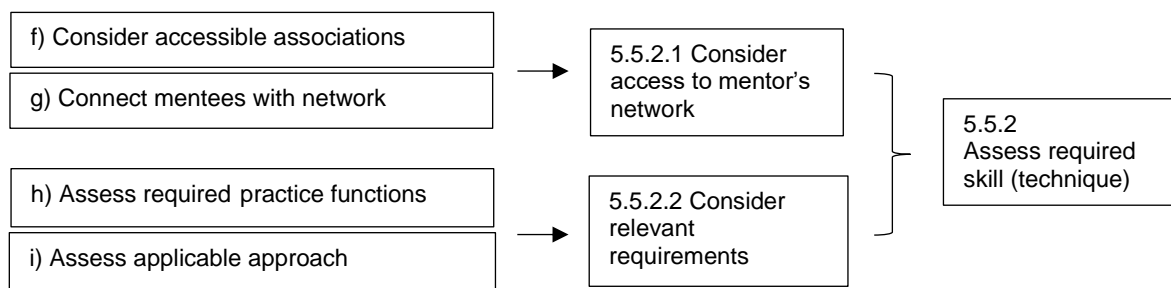 f) Consider accessible associations
g) Connect mentees with network
5.5.2.1 Consider
access to mentor's
network
h) Assess required practice functions
i) Assess applicable approach
5.5.2.2 Consider
relevant
requirements
5.5.2
Assess required
skill (technique)